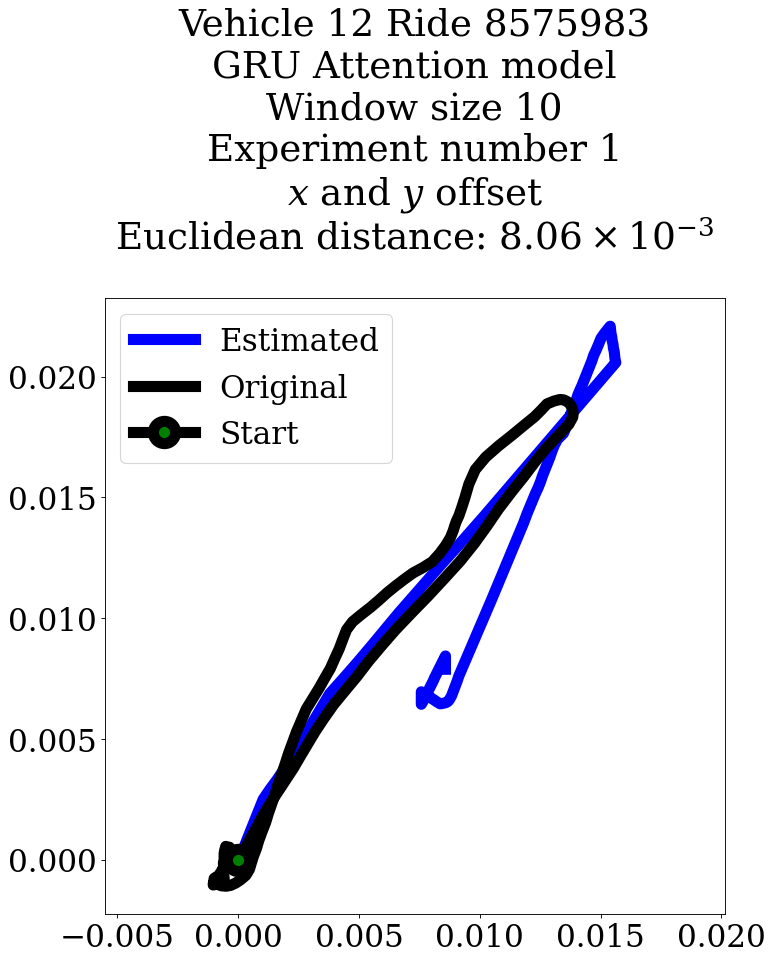 Vehicle 12 Ride 8575983
GRU Attention model
Window size 10
Experiment number 1
x and y offset
Euclidean distance: 8.06 × 10⁻³
Estimated
Original
Start
0.020
0.015
0.010
0.005
0.000
−0.005 0.000 0.005 0.010 0.015 0.020